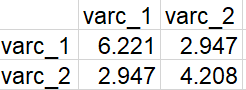 varc_1 varc_2
varc_1 6.221 2.947
varc_2 2.947 4.208